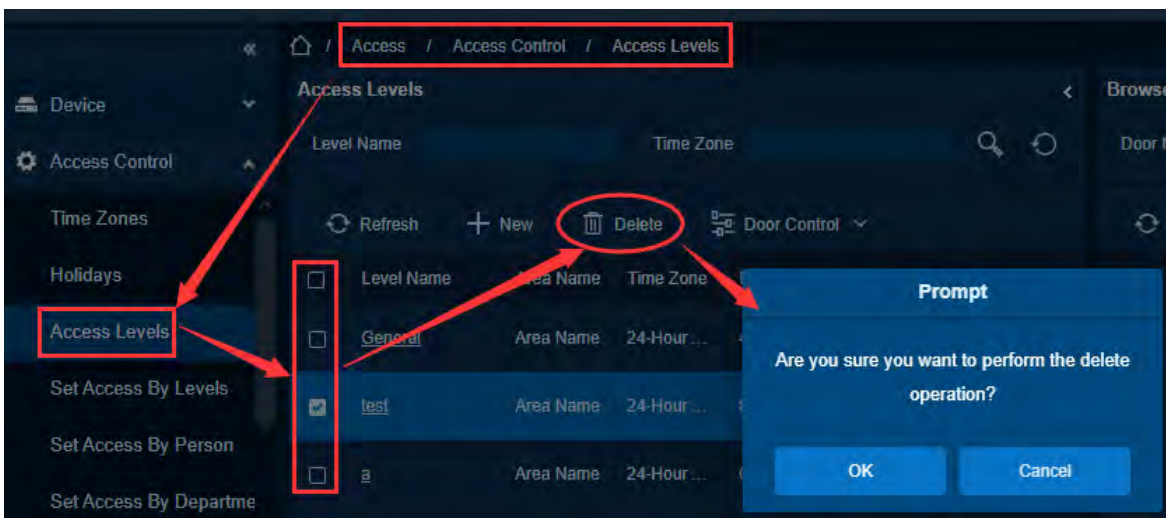 « / Access / Access Control / Access Levels
Device
Access Control
Time Zones
Holidays
Access Levels
Set Access By Levels
Set Access By Person
Set Access By Departme
Access Levels <
Level Name Time Zone
Refresh New Delete Door Control
Level Name Area Name Time Zone
General Area Name 24-Hour ...
test Area Name 24-Hour ...
a Area Name 24-Hour ...
Browse
Door
Prompt
Are you sure you want to perform the delete
operation?
OK Cancel